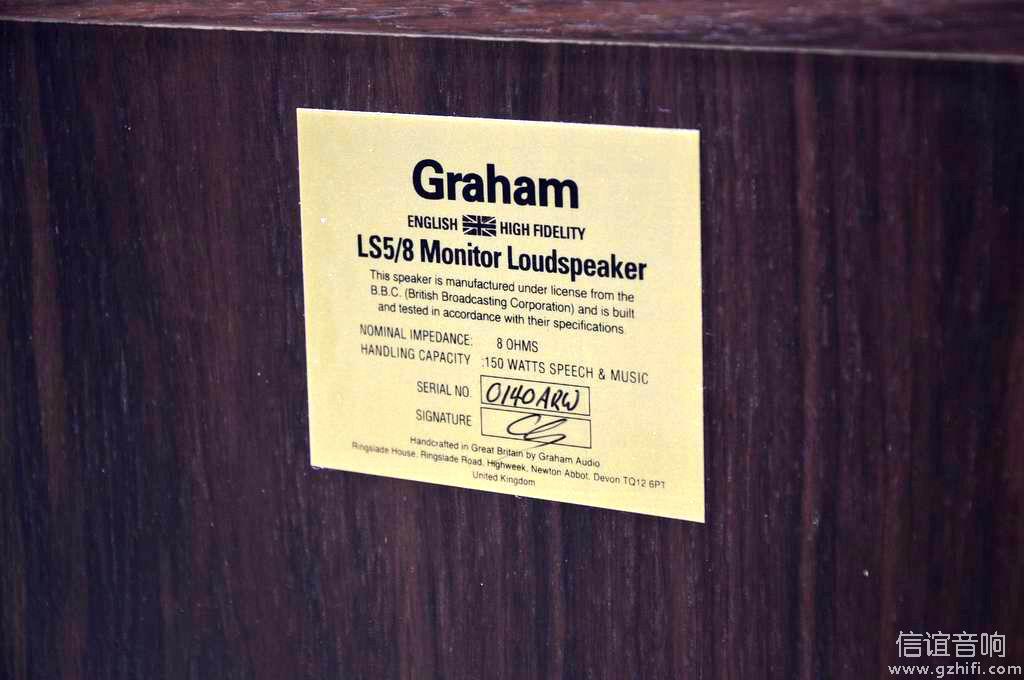 Graham
ENGLISH HIGH FIDELITY
LS5/8 Monitor Loudspeaker
This speaker is manufactured under license from the
B.B.C. (British Broadcasting Corporation) and is built
and tested in accordance with their specifications
NOMINAL IMPEDANCE: 8 OHMS
HANDLING CAPACITY :150 WATTS SPEECH & MUSIC
SERIAL NO. 0140ARW
SIGNATURE
Handcrafted in Great Britain by Graham Audio
Ringslade House, Ringslade Road, Highweek, Newton Abbot, Devon TQ12 6PT
United Kingdom
信谊音响
www.gzhifi.com